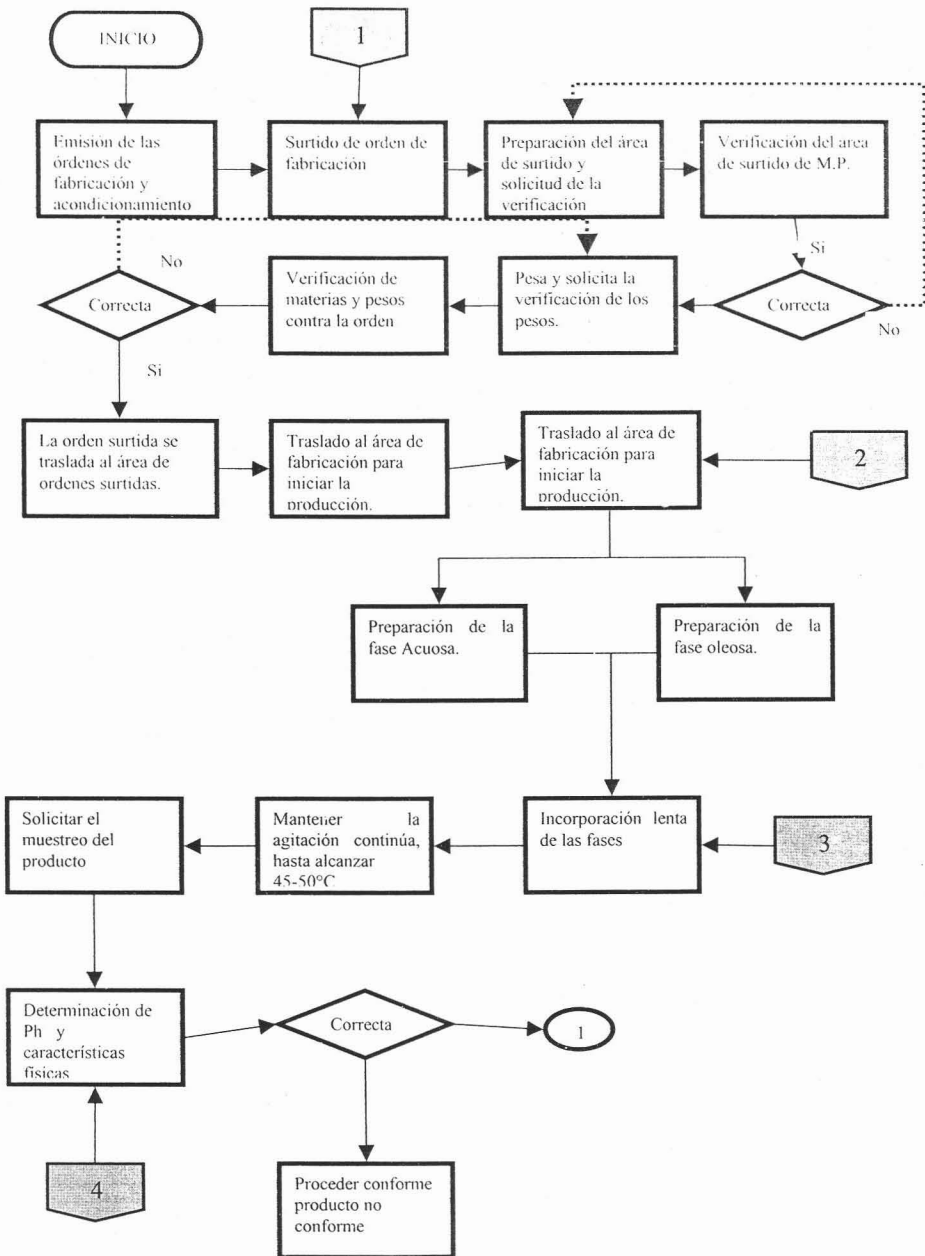 INICIO
1
Emisión de las
órdenes de
fabricación y
acondicionamiento
Surtido de orden de
fabricación
Preparación del área
de surtido y
solicitud de la
verificación
Verificación del area
de surtido de M.P.
Si
No
Correcta
Verificación de
materias y pesos
contra la orden
Pesa y solicita la
verificación de los
pesos.
Correcta
No
Si
La orden surtida se
traslada al área de
ordenes surtidas.
Traslado al área de
fabricación para
iniciar la
producción.
Traslado al área de
fabricación para
iniciar la
producción.
2
Preparación de la
fase Acuosa.
Preparación de la
fase oleosa.
Solicitar el
muestreo del
producto
Mantener la
agitación continúa,
hasta alcanzar
45-50°C
Incorporación lenta
de las fases
3
Determinación de
Ph y
características
físicas
Correcta
1
4
Proceder conforme
producto no
conforme